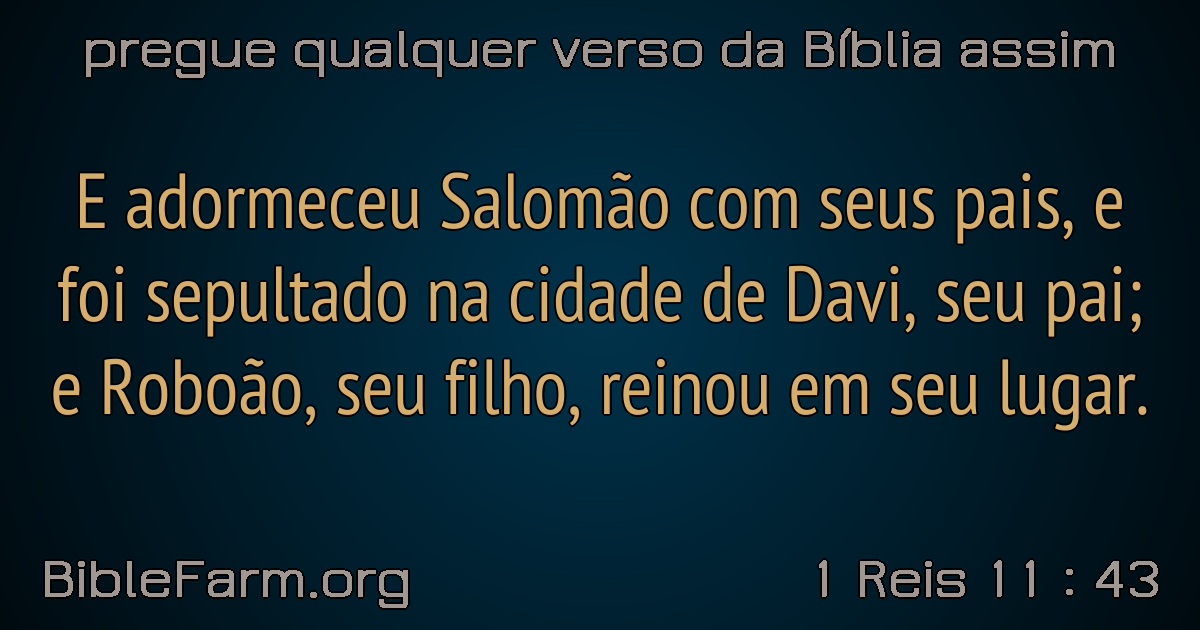 pregue qualquer verso da Bíblia assim
E adormeceu Salomão com seus pais, e
foi sepultado na cidade de Davi, seu pai;
e Roboão, seu filho, reinou em seu lugar.
BibleFarm.org
1 Reis 11 : 43